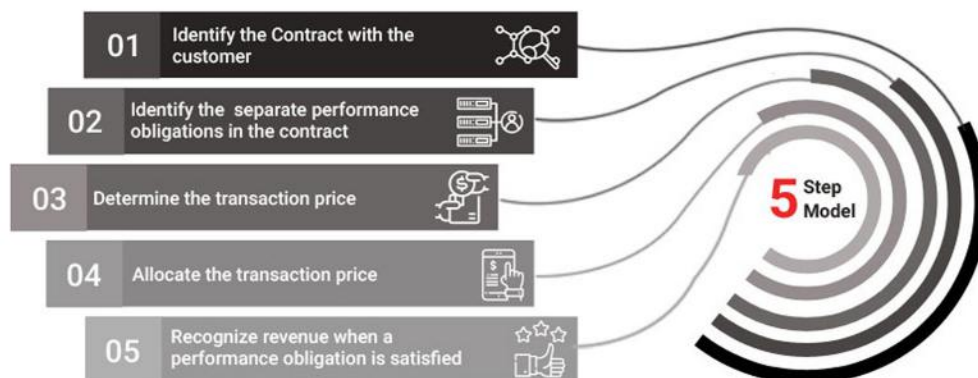 01
Identify the Contract with the
customer
02
Identify the separate performance
obligations in the contract
03
Determine the transaction price
04
Allocate the transaction price
05
Recognize revenue when a
performance obligation is satisfied
5 Step
Model